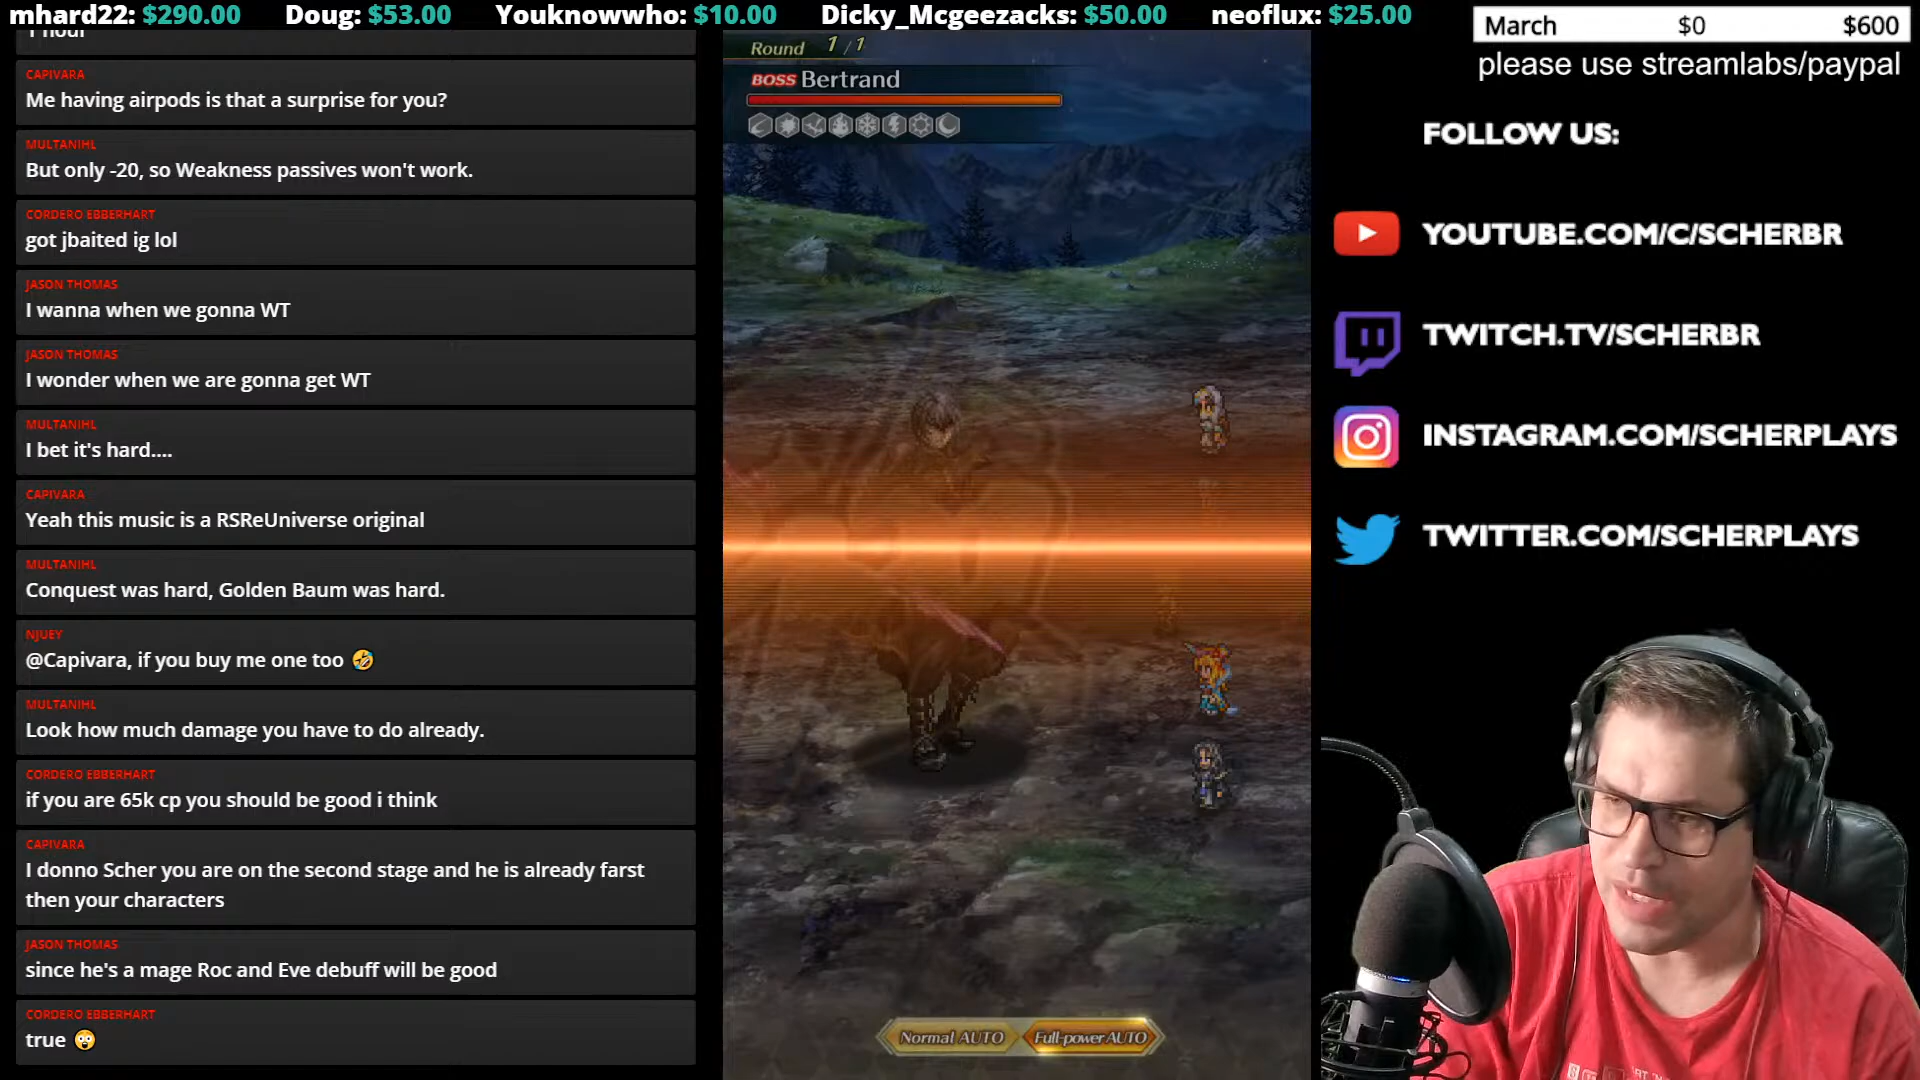 mhard22: $290.00 Doug: $53.00 Youknowwho: $10.00 Dicky_Mcgeezacks: $50.00 neoflux: $25.00
1 hour
CAPIVARA
Me having airpods is that a surprise for you?
MULTANIHL
But only -20, so Weakness passives won't work.
CORDERO EBBERHART
got jbaited ig lol
JASON THOMAS
I wanna when we gonna WT
JASON THOMAS
I wonder when we are gonna get WT
MULTANIHL
I bet it's hard....
CAPIVARA
Yeah this music is a RSReUniverse original
MULTANIHL
Conquest was hard, Golden Baum was hard.
NJUEY
@Capivara, if you buy me one too 🤣
MULTANIHL
Look how much damage you have to do already.
CORDERO EBBERHART
if you are 65k cp you should be good i think
CAPIVARA
I donno Scher you are on the second stage and he is already farst
then your characters
JASON THOMAS
since he's a mage Roc and Eve debuff will be good
CORDERO EBBERHART
true 😲
Round 1/1
BOSS Bertrand
Normal AUTO Full-power AUTO
March $0 $600
please use streamlabs/paypal
FOLLOW US:
YOUTUBE.COM/C/SCHERBR
TWITCH.TV/SCHERBR
INSTAGRAM.COM/SCHERPLAYS
TWITTER.COM/SCHERPLAYS